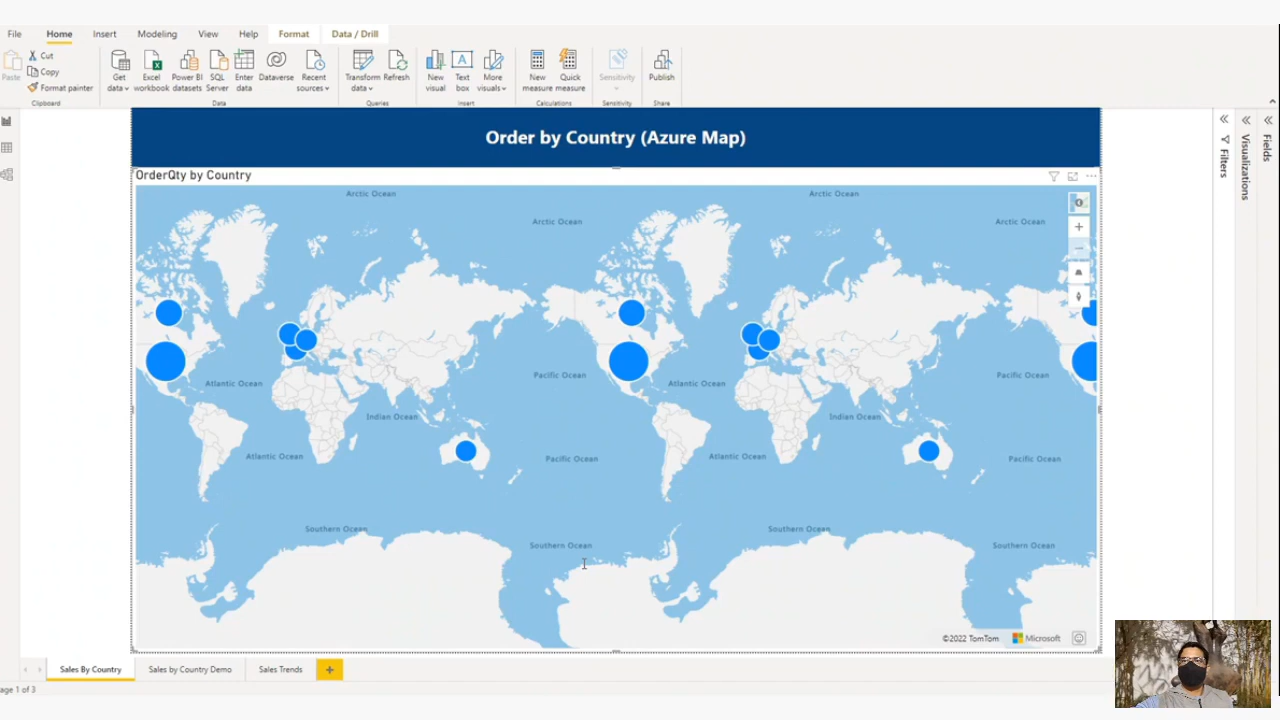 File Home Insert Modeling View Help Format Data / Drill
Paste
Cut
Copy
Format painter
Clipboard
Get data
Excel workbook
Power BI datasets
SQL Server
Enter data
Dataverse
Recent sources
Data
Transform data
Refresh
Queries
New visual
Text box
More visuals
Insert
New measure
Quick measure
Calculations
Sensitivity
Sensitivity
Publish
Share
Order by Country (Azure Map)
OrderQty by Country
Arctic Ocean Arctic Ocean
Arctic Ocean Arctic Ocean
Pacific Ocean Pacific Ocean
Atlantic Ocean Atlantic Ocean
Indian Ocean Indian Ocean
Atlantic Ocean Pacific Ocean Atlantic Ocean Pacific Ocean
Southern Ocean Southern Ocean
Southern Ocean Southern Ocean
©2022 TomTom Microsoft
Filters
Visualizations
Fields
Sales By Country Sales by Country Demo Sales Trends +
age 1 of 3